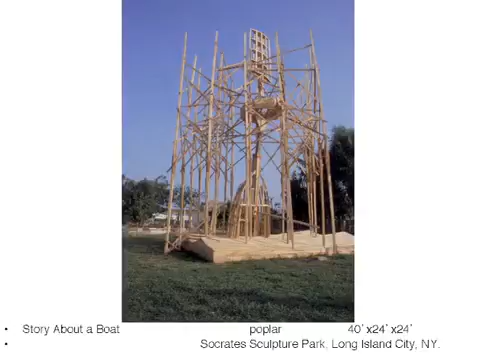 • Story About a Boat poplar 40´x24´x24´
• Socrates Sculpture Park, Long Island City, NY.